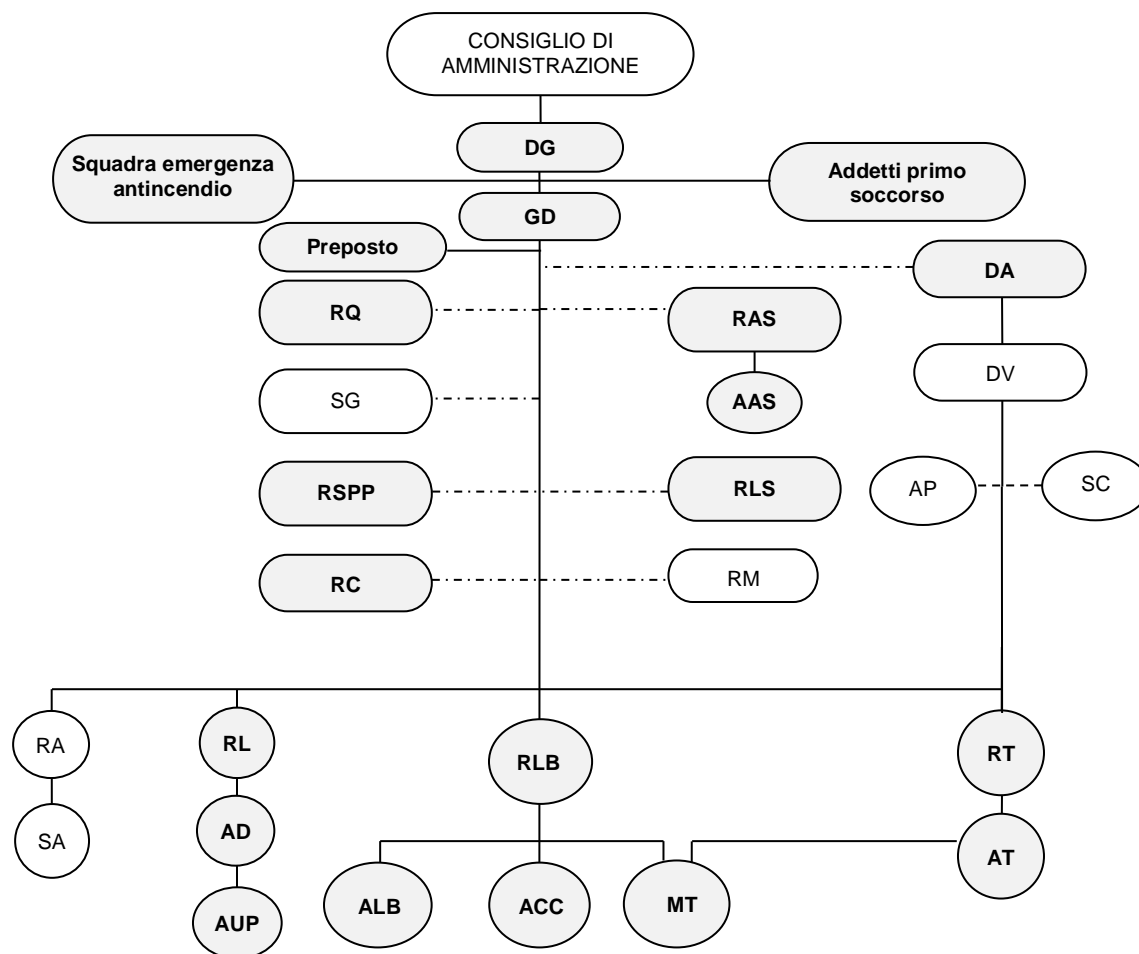 CONSIGLIO DI
AMMINISTRAZIONE
DG
Squadra emergenza
antincendio
Addetti primo
soccorso
GD
Preposto
DA
RQ
RAS
SG
AAS
DV
RSPP
RLS
AP
SC
RC
RM
RA
RL
RLB
RT
SA
AD
AT
AUP
ALB
ACC
MT